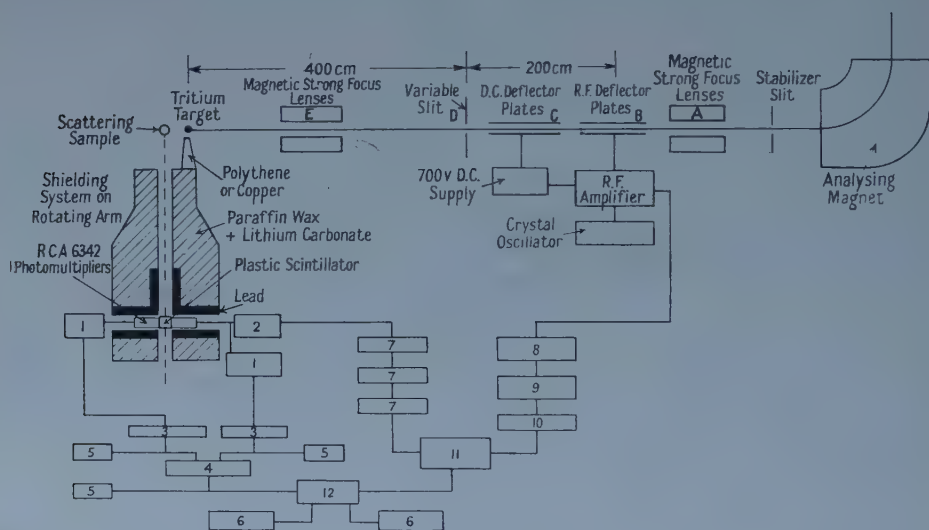 400cm
200cm
Magnetic Strong Focus
Lenses
E
Variable
Slit D
D.C. Deflector
Plates C
R.F. Deflector
Plates B
Magnetic
Strong Focus
Lenses
A
Stabilizer
Slit
Tritium
Target
Scattering
Sample
Analysing
Magnet
Shielding
System on
Rotating Arm
Polythene
or Copper
Paraffin Wax
+ Lithium Carbonate
700v D.C.
Supply
R.F.
Amplifier
Crystal
Oscillator
RCA 6342
Photomultipliers
Plastic Scintillator
Lead
1
2
1
7
7
7
8
9
10
3
3
5
4
5
11
5
12
6
6